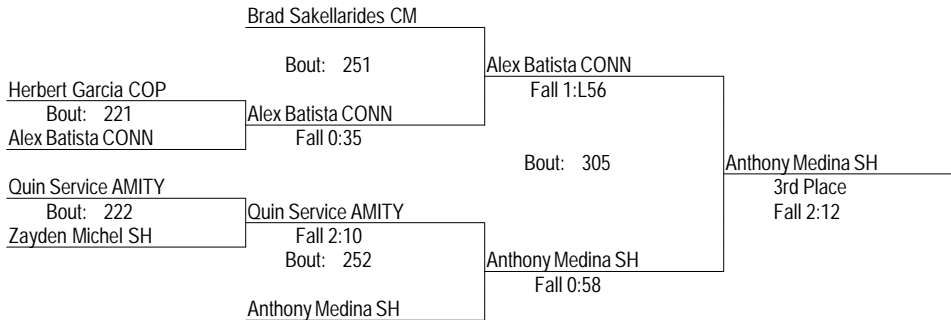 Brad Sakellarides CM
Bout: 251
Alex Batista CONN
Fall 1:L56
Herbert Garcia COP
Bout: 221
Alex Batista CONN
Alex Batista CONN
Fall 0:35
Bout: 305
Anthony Medina SH
3rd Place
Fall 2:12
Quin Service AMITY
Bout: 222
Zayden Michel SH
Quin Service AMITY
Fall 2:10
Bout: 252
Anthony Medina SH
Fall 0:58
Anthony Medina SH